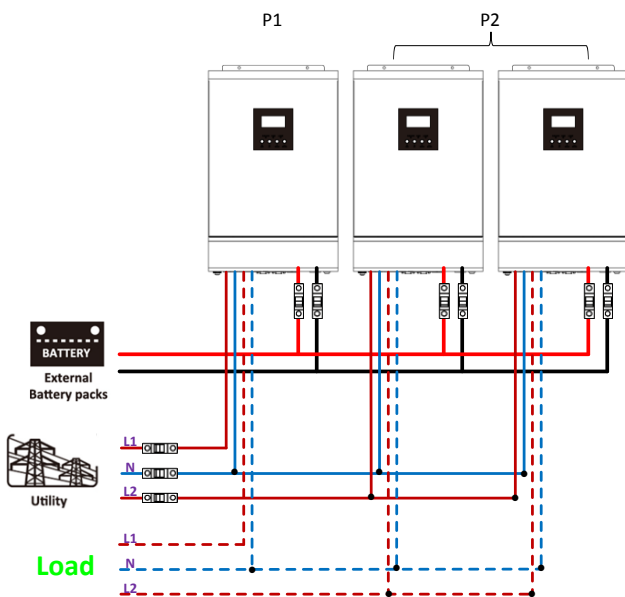 P1
P2
BATTERY
External
Battery packs
L1
N
L2
Utility
L1
Load
N
L2